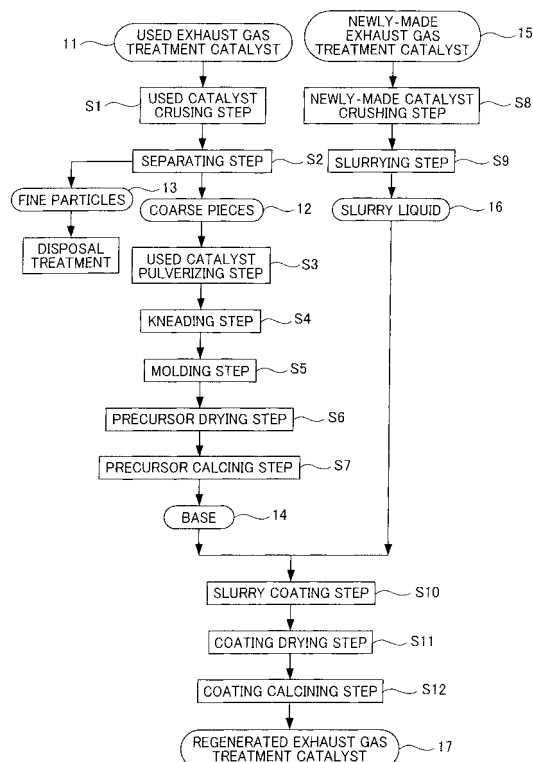 11
USED EXHAUST GAS
TREATMENT CATALYST
NEWLY-MADE
EXHAUST GAS
TREATMENT CATALYST
15
S1
USED CATALYST
CRUSING STEP
NEWLY-MADE CATALYST
CRUSHING STEP
S8
SEPARATING STEP
S2
SLURRYING STEP
S9
13
FINE PARTICLES
COARSE PIECES
12
SLURRY LIQUID
16
DISPOSAL
TREATMENT
USED CATALYST
PULVERIZING STEP
S3
KNEADING STEP
S4
MOLDING STEP
S5
PRECURSOR DRYING STEP
S6
PRECURSOR CALCINIG STEP
S7
BASE
14
SLURRY COATING STEP
S10
COATING DRYING STEP
S11
COATING CALCINING STEP
S12
REGENERATED EXHAUST GAS
TREATMENT CATALYST
17